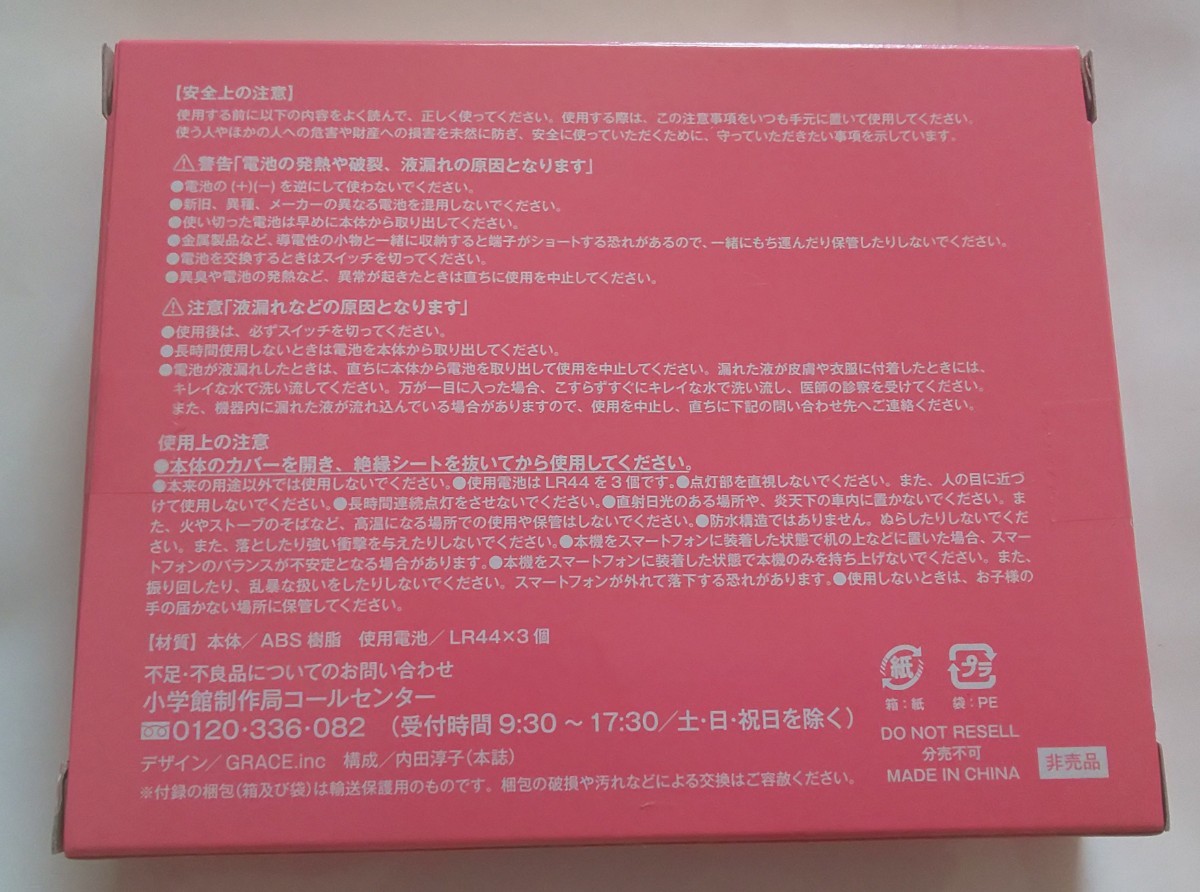 【安全上の注意】
使用する前に以下の内容をよく読んで、正しく使ってください。使用する際は、この注意事項をいつも手元に置いて使用してください。
使う人やほかの人への危害や財産への損害を未然に防ぎ、安全に使っていただくために、守っていただきたい事項を示しています。
⚠警告「電池の発熱や破裂、液漏れの原因となります」
●電池の(+)(−)を逆にして使わないでください。
●新旧、異種、メーカーの異なる電池を混用しないでください。
●使い切った電池は早めに本体から取り出してください。
●金属製品など、導電性の小物と一緒に収納すると端子がショートする恐れがあるので、一緒にもち運んだり保管したりしないでください。
●電池を交換するときはスイッチを切ってください。
●異臭や電池の発熱など、異常が起きたときは直ちに使用を中止してください。
⚠注意「液漏れなどの原因となります」
●使用後は、必ずスイッチを切ってください。
●長時間使用しないときは電池を本体から取り出してください。
●電池が液漏れしたときは、直ちに本体から電池を取り出して使用を中止してください。漏れた液が皮膚や衣服に付着したときには、
キレイな水で洗い流してください。万が一目に入った場合、こすらずすぐにキレイな水で洗い流し、医師の診察を受けてください。
また、機器内に漏れた液が流れ込んでいる場合がありますので、使用を中止し、直ちに下記の問い合わせ先へご連絡ください。
使用上の注意
●本体のカバーを開き、絶縁シートを抜いてから使用してください。
●本来の用途以外では使用しないでください。●使用電池はLR44を3個です。●点灯部を直視しないでください。また、人の目に近づ
けて使用しないでください。●長時間連続点灯をさせないでください。●直射日光のある場所や、炎天下の車内に置かないでください。ま
た、火やストーブのそばなど、高温になる場所での使用や保管はしないでください。●防水構造ではありません。ぬらしたりしないでくだ
さい。また、落としたり強い衝撃を与えたりしないでください。●本機をスマートフォンに装着した状態で机の上などに置いた場合、スマー
トフォンのバランスが不安定となる場合があります。●本機をスマートフォンに装着した状態で本機のみを持ち上げないでください。また、
振り回したり、乱暴な扱いをしたりしないでください。スマートフォンが外れて落下する恐れがあります。●使用しないときは、お子様の
手の届かない場所に保管してください。
【材質】本体/ABS樹脂 使用電池/LR44×3個
不足・不良品についてのお問い合わせ
小学館制作局コールセンター
0120・336・082 (受付時間9:30~17:30/土・日・祝日を除く)
デザイン/GRACE.inc 構成/内田淳子(本誌)
※付録の梱包(箱及び袋)は輸送保護用のものです。梱包の破損や汚れなどによる交換はご容赦ください。
紙 プラ
箱:紙 袋:PE
DO NOT RESELL
分売不可
MADE IN CHINA
非売品